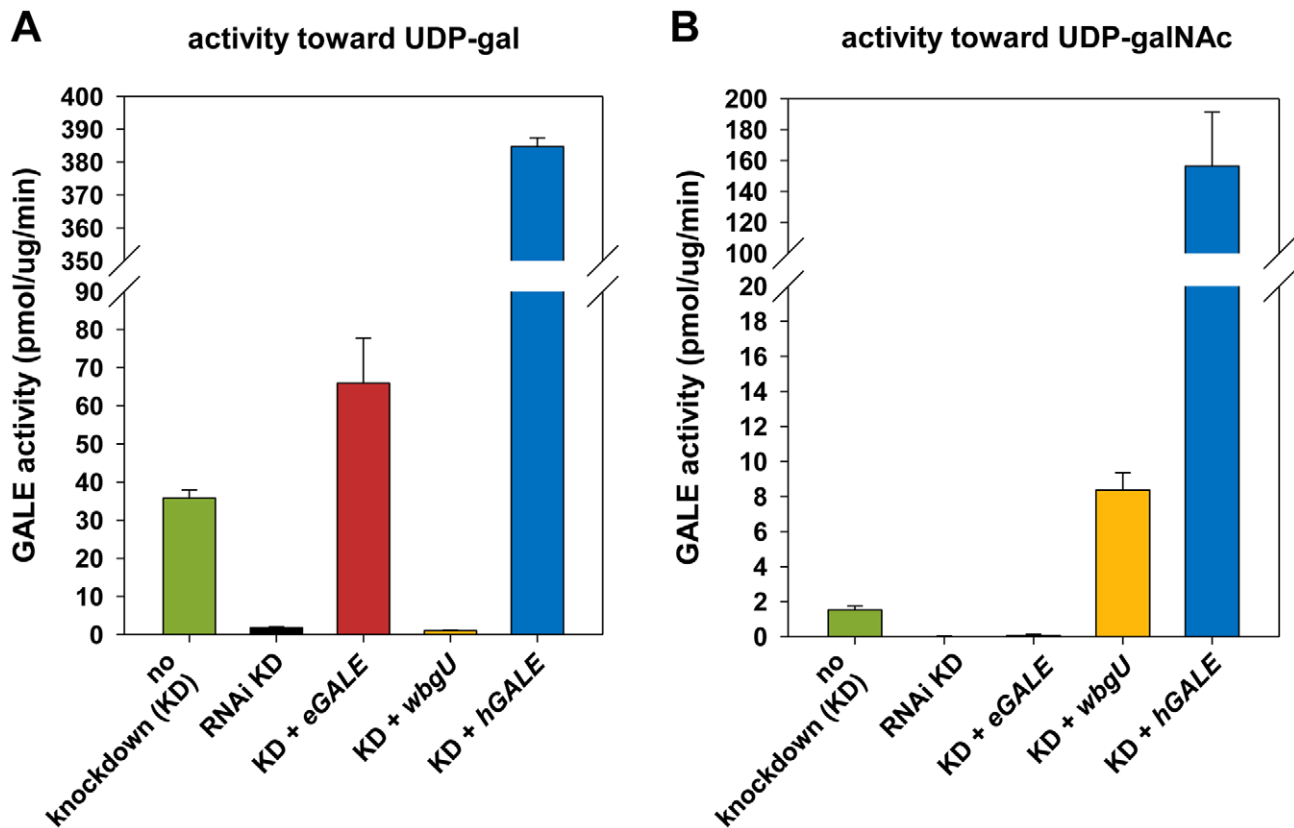 A
activity toward UDP-gal
GALE activity (pmol/ug/min)
400
390
380
370
360
350
90
80
70
60
50
40
30
20
10
0
no
knockdown (KD)
RNAi KD
KD + eGALE
KD + wbgU
KD + hGALE
B
activity toward UDP-galNAc
GALE activity (pmol/ug/min)
200
180
160
140
120
100
20
18
16
14
12
10
8
6
4
2
0
no
knockdown (KD)
RNAi KD
KD + eGALE
KD + wbgU
KD + hGALE